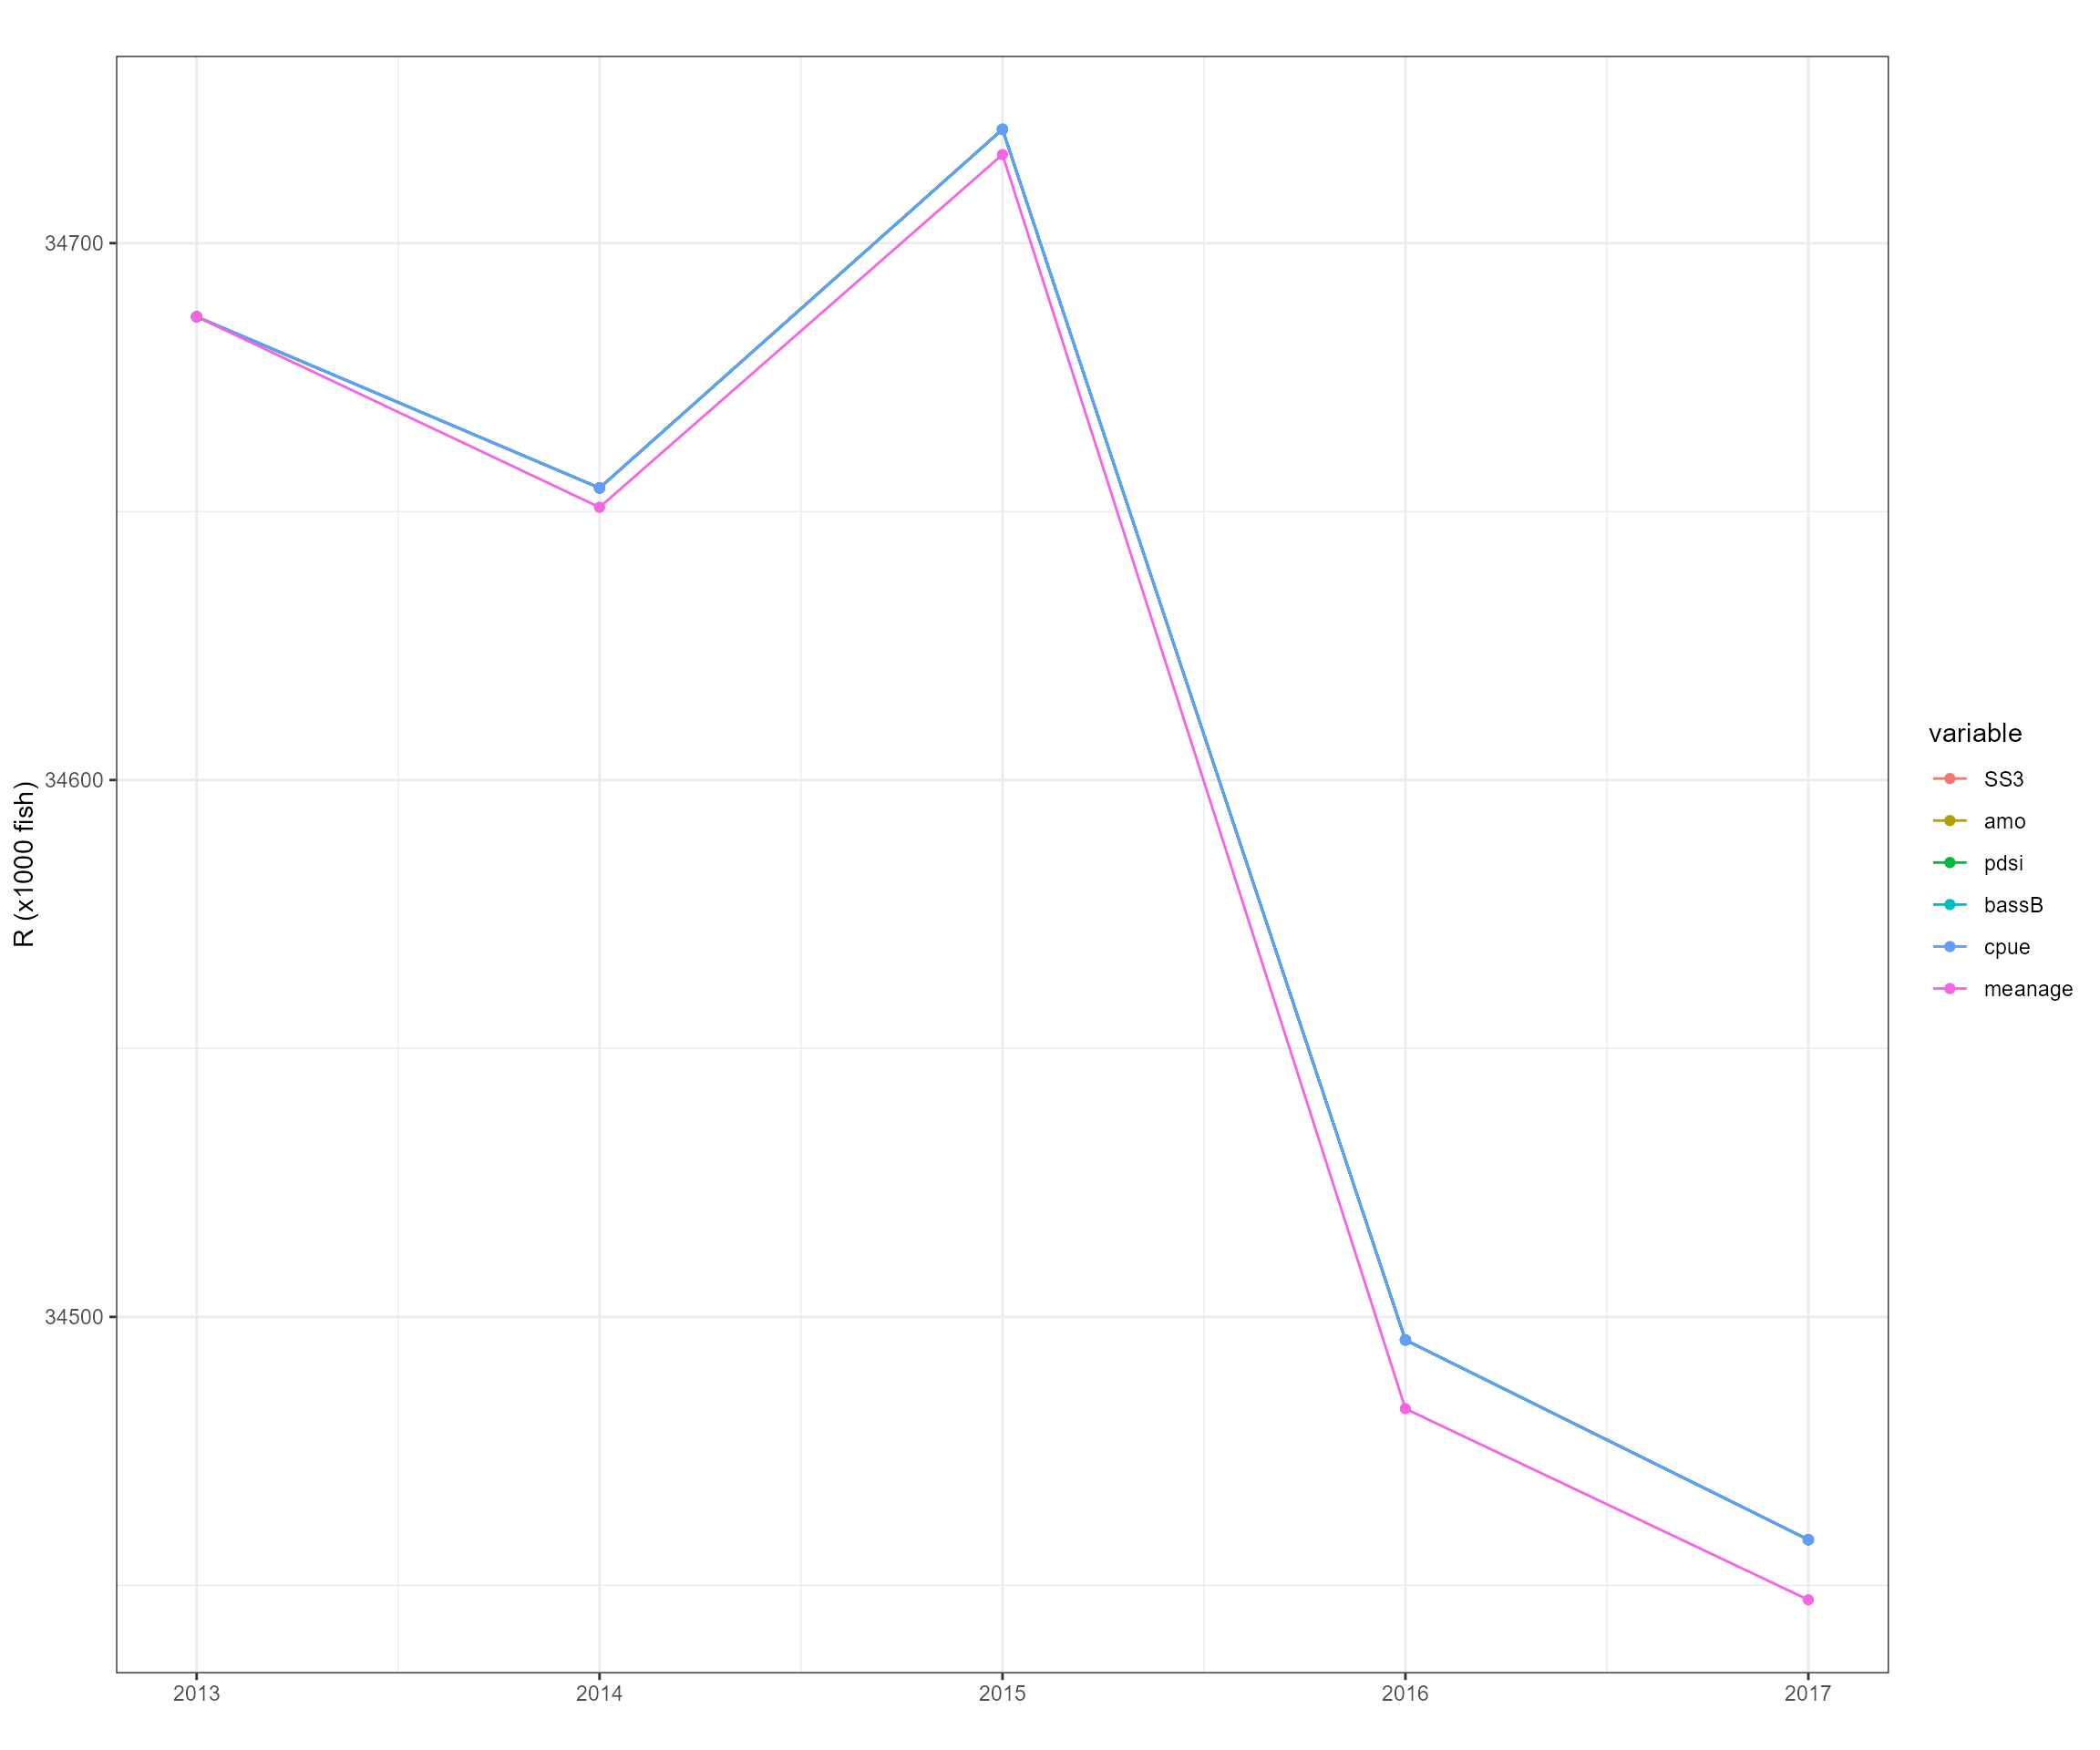 R (x1000 fish)
34700
34600
34500
2013
2014
2015
2016
2017
variable
SS3
amo
pdsi
bassB
cpue
meanage